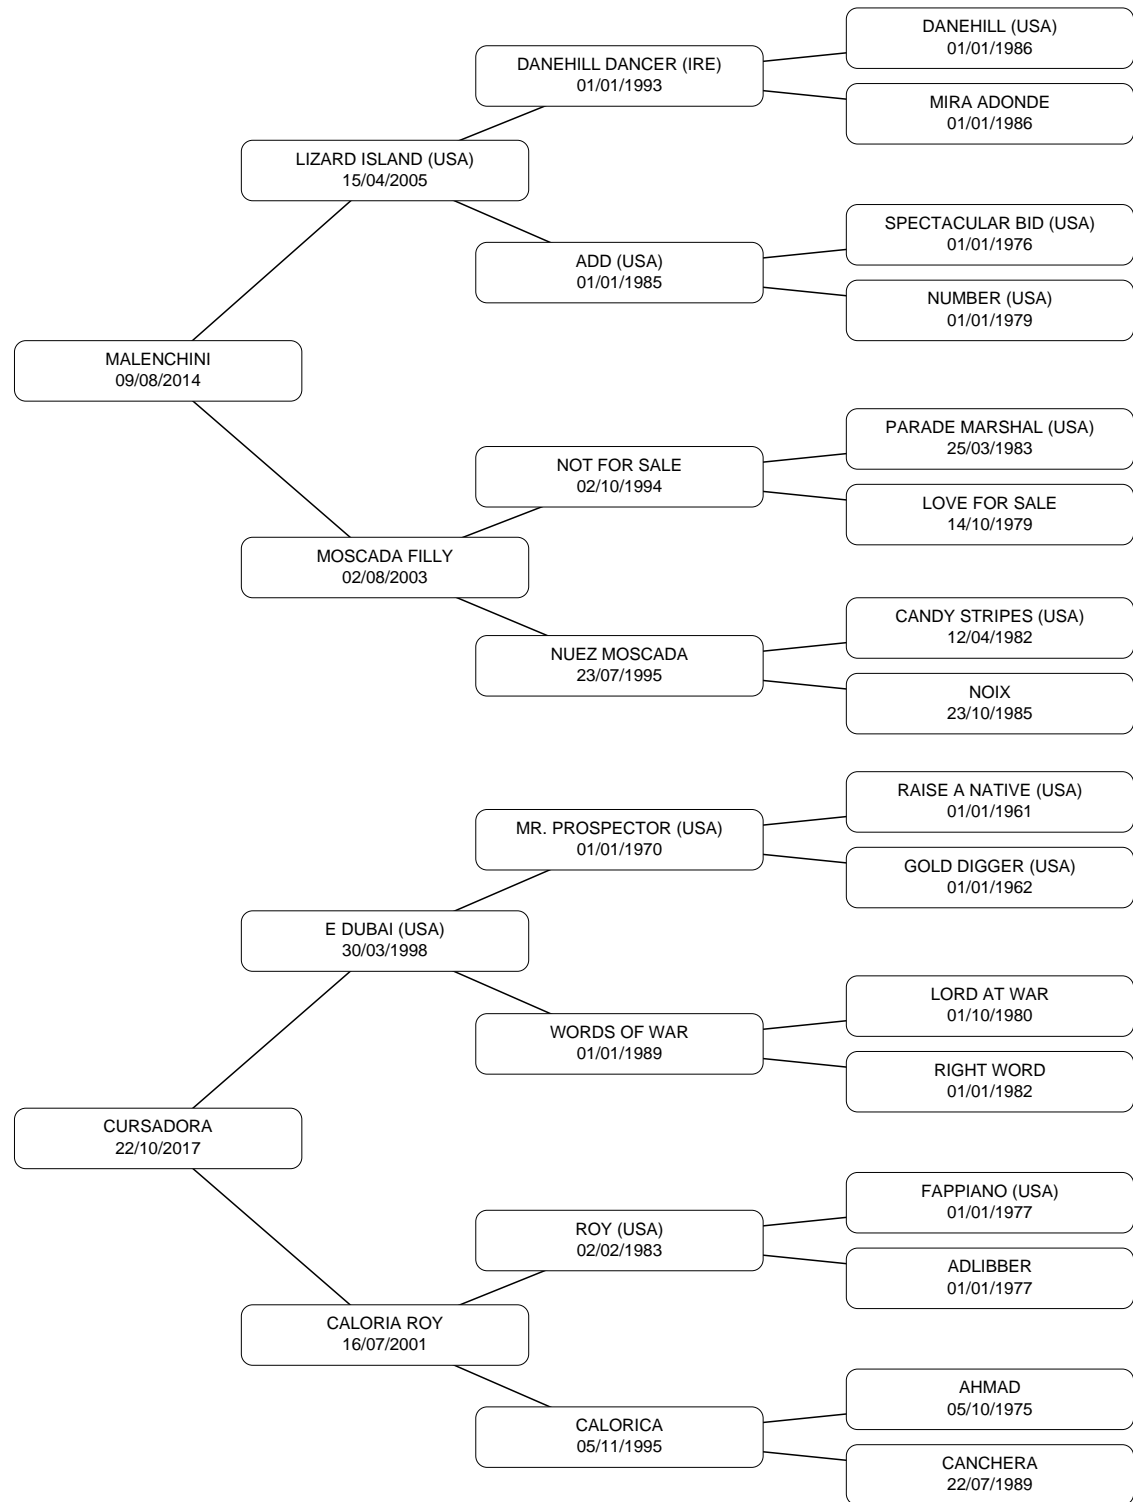 DANEHILL (USA)
01/01/1986
DANEHILL DANCER (IRE)
01/01/1993
MIRA ADONDE
01/01/1986
LIZARD ISLAND (USA)
15/04/2005
SPECTACULAR BID (USA)
01/01/1976
ADD (USA)
01/01/1985
NUMBER (USA)
01/01/1979
MALENCHINI
09/08/2014
PARADE MARSHAL (USA)
25/03/1983
NOT FOR SALE
02/10/1994
LOVE FOR SALE
14/10/1979
MOSCADA FILLY
02/08/2003
CANDY STRIPES (USA)
12/04/1982
NUEZ MOSCADA
23/07/1995
NOIX
23/10/1985
RAISE A NATIVE (USA)
01/01/1961
MR. PROSPECTOR (USA)
01/01/1970
GOLD DIGGER (USA)
01/01/1962
E DUBAI (USA)
30/03/1998
LORD AT WAR
01/10/1980
WORDS OF WAR
01/01/1989
RIGHT WORD
01/01/1982
CURSADORA
22/10/2017
FAPPIANO (USA)
01/01/1977
ROY (USA)
02/02/1983
ADLIBBER
01/01/1977
CALORIA ROY
16/07/2001
AHMAD
05/10/1975
CALORICA
05/11/1995
CANCHERA
22/07/1989